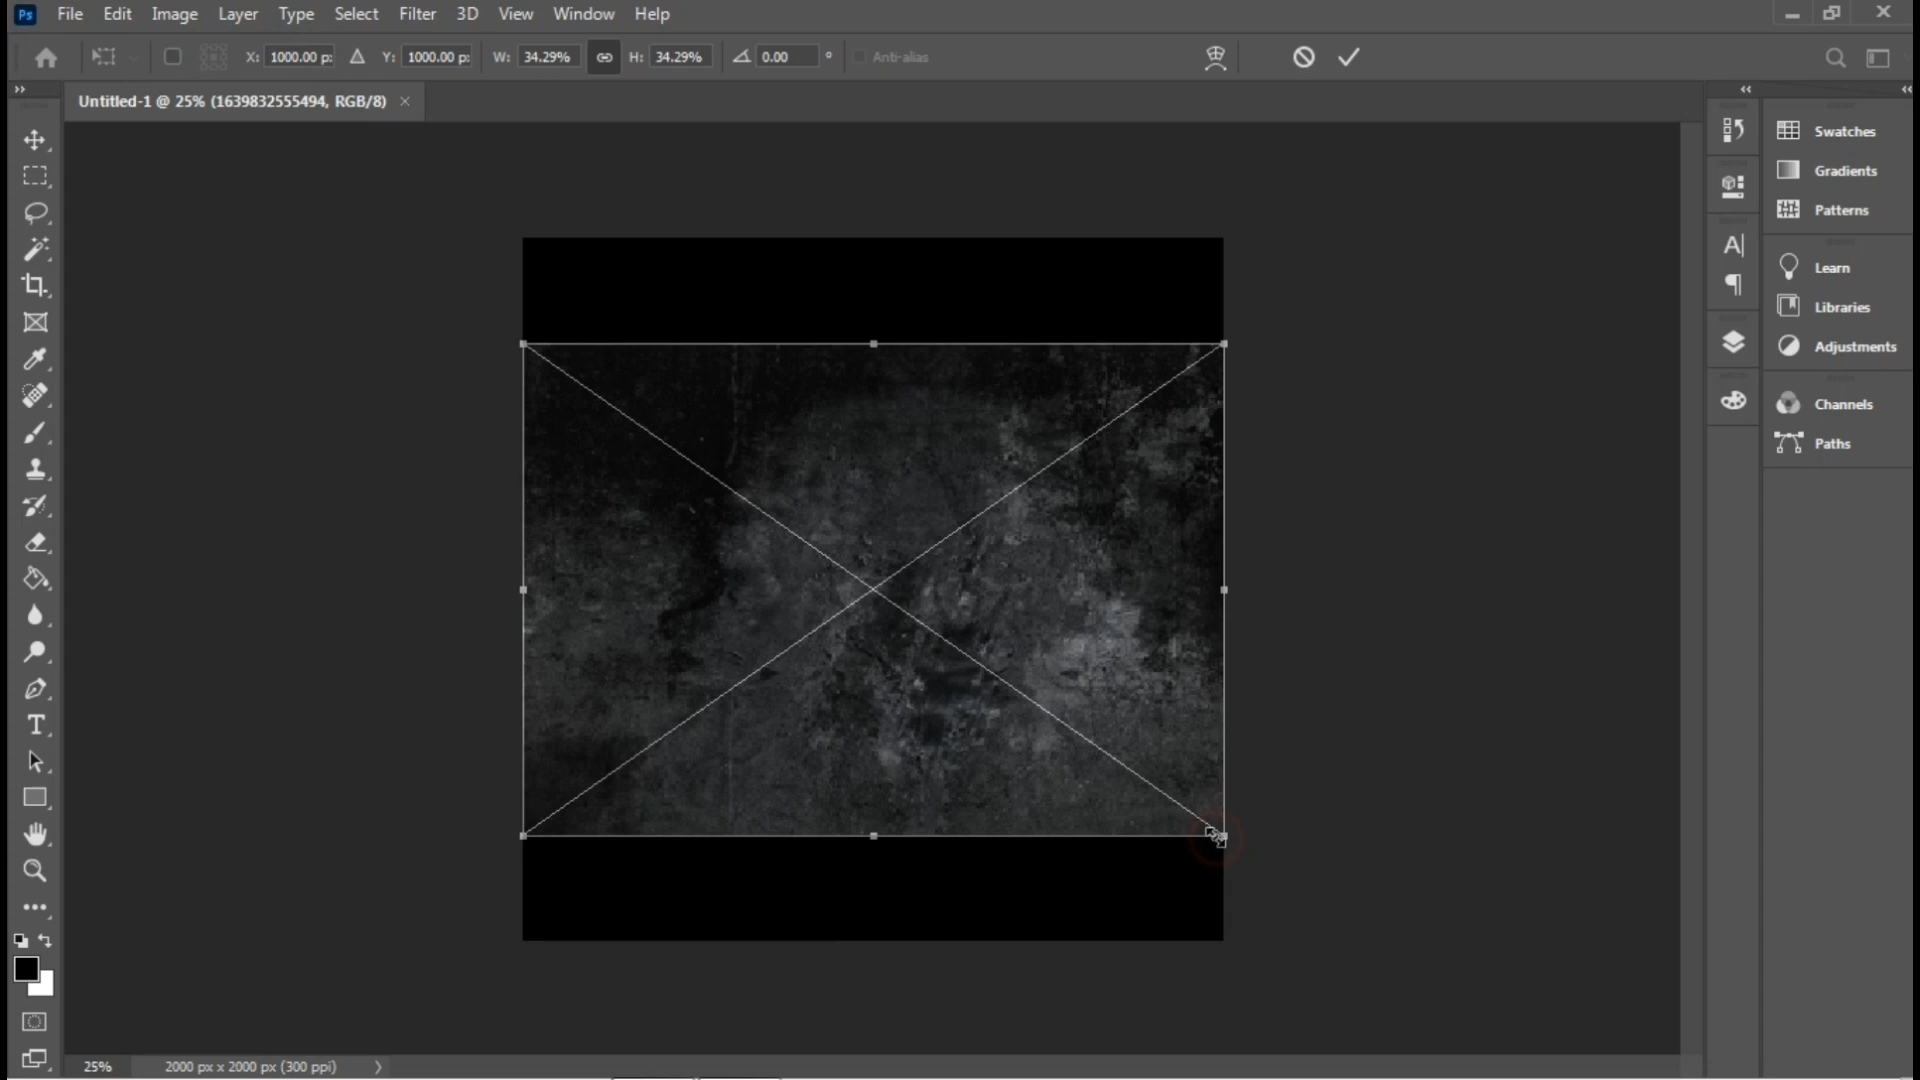 Ps File Edit Image Layer Type Select Filter 3D View Window Help
X: 1000.00 p: Y: 1000.00 p: W: 34.29% H: 34.29% 0.00 ° Anti-alias
Untitled-1 @ 25% (1639832555494, RGB/8) ×
Swatches
Gradients
Patterns
Learn
Libraries
Adjustments
Channels
Paths
25% 2000 px x 2000 px (300 ppi)